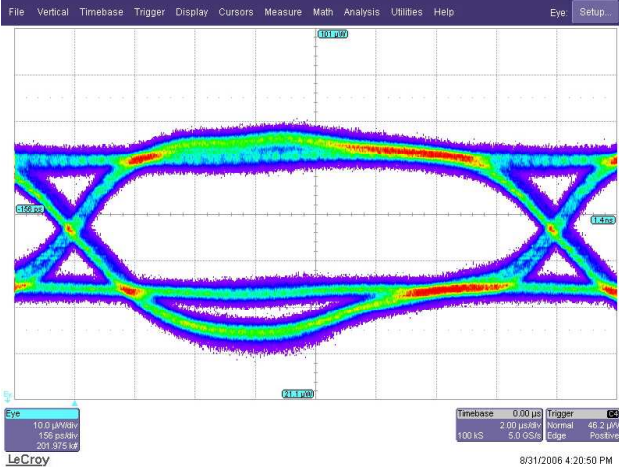 File Vertical Timebase Trigger Display Cursors Measure Math Analysis Utilities Help Eye: Setup...
101 µW
-156 ps
1.4 ns
21.1 µW
Eye
10.0 µW/div
156 ps/div
201.975 k#
Timebase 0.00 µs
2.00 µs/div
100 kS 5.0 GS/s
Trigger C4
Normal 46.2 µW
Edge Positive
LeCroy
8/31/2006 4:20:50 PM